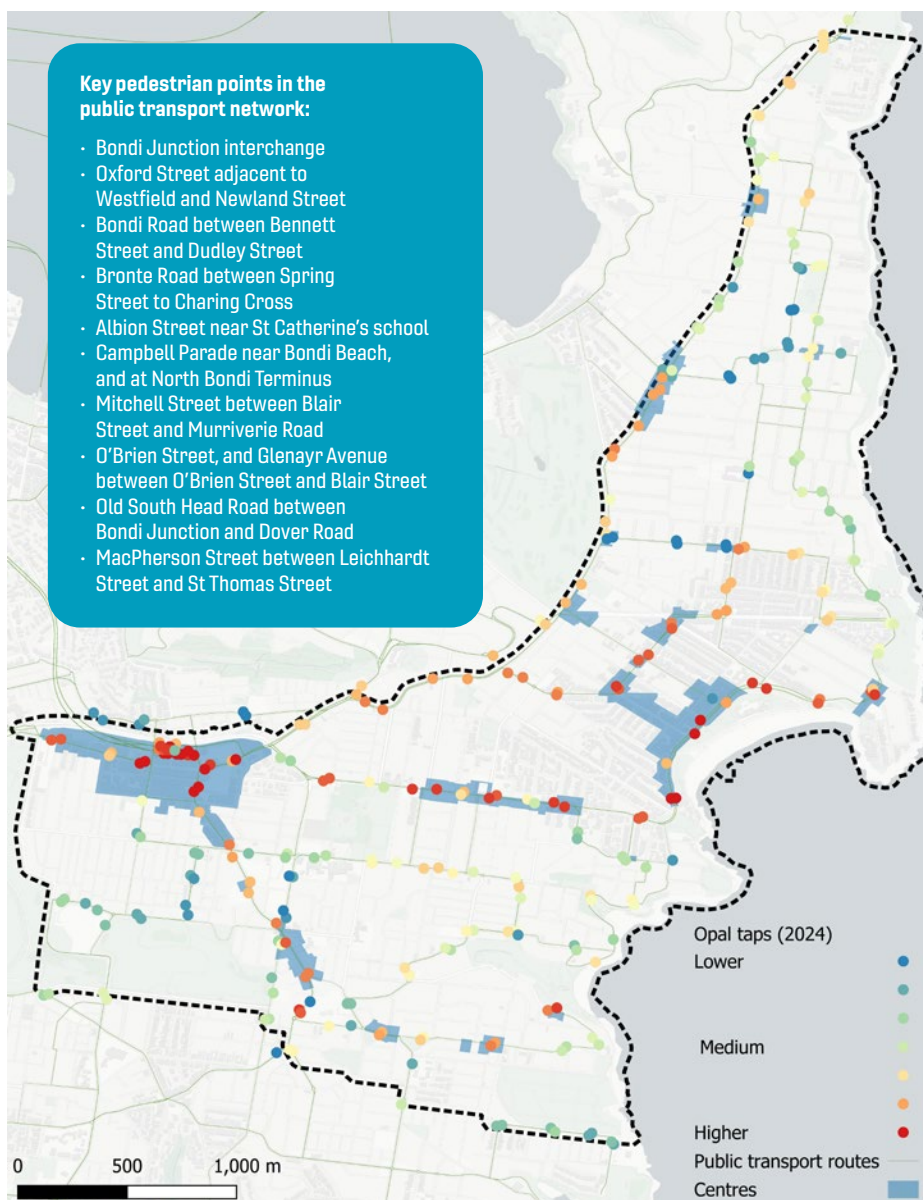 Key pedestrian points in the
public transport network:
· Bondi Junction interchange
· Oxford Street adjacent to
Westfield and Newland Street
· Bondi Road between Bennett
Street and Dudley Street
· Bronte Road between Spring
Street to Charing Cross
· Albion Street near St Catherine's school
· Campbell Parade near Bondi Beach,
and at North Bondi Terminus
· Mitchell Street between Blair
Street and Murriverie Road
· O'Brien Street, and Glenayr Avenue
between O'Brien Street and Blair Street
· Old South Head Road between
Bondi Junction and Dover Road
· MacPherson Street between Leichhardt
Street and St Thomas Street
Opal taps (2024)
Lower
Medium
Higher
Public transport routes
Centres
0 500 1,000 m